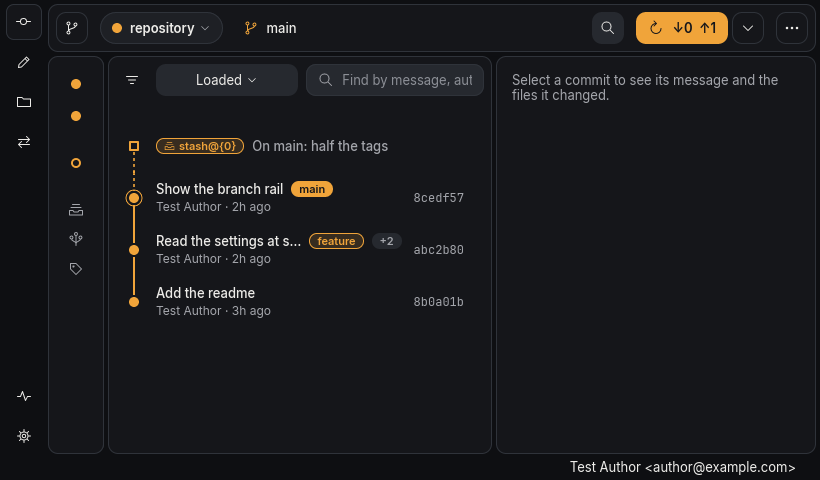 repository
main
↓0 ↑1
Loaded
Find by message, aut
Select a commit to see its message and the
files it changed.
stash@{0} On main: half the tags
Show the branch rail main
Test Author · 2h ago
8cedf57
Read the settings at s... feature +2
Test Author · 2h ago
abc2b80
Add the readme
Test Author · 3h ago
8b0a01b
Test Author <author@example.com>